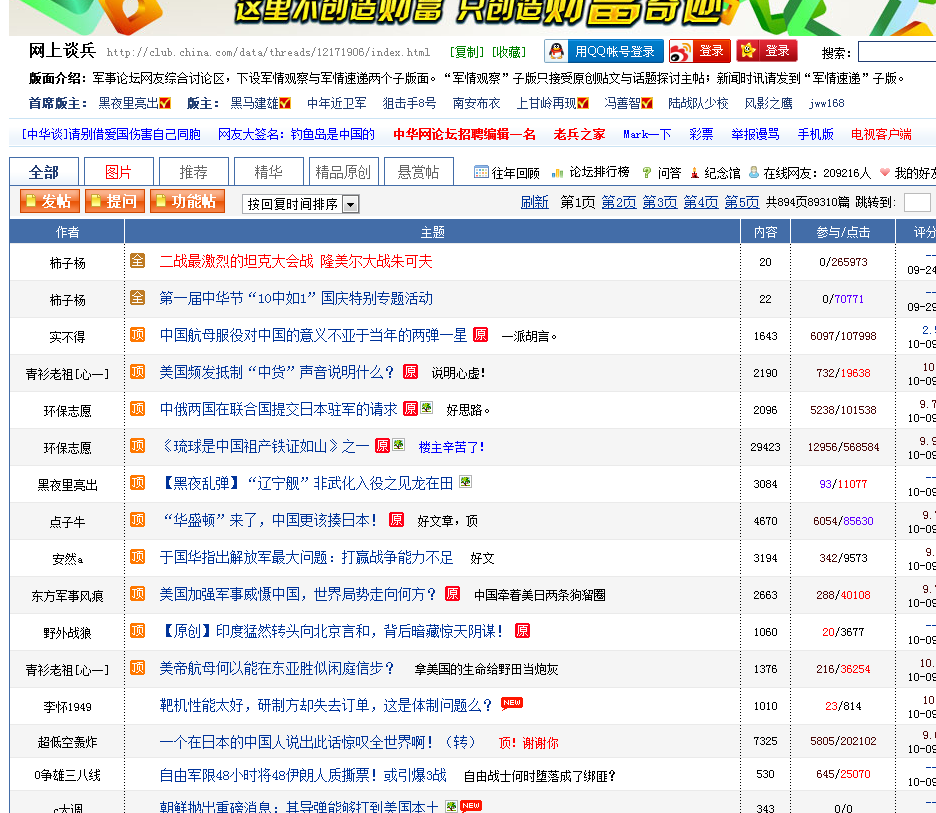 这里不创造财富 只创造财富奇迹
网上谈兵 http://club.china.com/data/threads/12171906/index.html [复制] [收藏] 用QQ帐号登录 登录 登录 搜索:
版面介绍: 军事论坛网友综合讨论区，下设军情观察与军情速递两个子版面。“军情观察”子版只接受原创贴文与话题探讨主帖；新闻时讯请发到“军情速递”子版。
首席版主: 黑夜里亮出 版主: 黑马建雄 中年近卫军 狙击手8号 南安布衣 上甘岭再现 冯善智 陆战队少校 风影之鹰 jww168
[中华谈]请别借爱国伤害自己同胞 网友大签名：钓鱼岛是中国的 中华网论坛招聘编辑一名 老兵之家 Mark一下 彩票 举报谩骂 手机版 电视客户端
全部 图片 推荐 精华 精品原创 悬赏帖 往年回顾 论坛排行榜 问答 纪念馆 在线网友: 209216人 我的好友
发帖 提问 功能帖 按回复时间排序 刷新 第1页 第2页 第3页 第4页 第5页 共894页89310篇 跳转到:
作者 主题 内容 参与/点击 评分
柿子杨 全 二战最激烈的坦克大会战 隆美尔大战朱可夫 20 0/265973 -- 09-24
柿子杨 全 第一届中华节“10中如1”国庆特别专题活动 22 0/70771 -- 09-29
实不得 顶 中国航母服役对中国的意义不亚于当年的两弹一星 原 一派胡言。 1643 6097/107998 10-09
青衫老祖[心一] 顶 美国频发抵制“中货”声音说明什么？ 原 说明心虚！ 2190 732/19638 10-09
环保志愿 顶 中俄两国在联合国提交日本驻军的请求 原 好思路。 2096 5238/101538 10-09
环保志愿 顶 《琉球是中国祖产铁证如山》之一 原 楼主辛苦了！ 29423 12956/568584 10-09
黑夜里亮出 顶 【黑夜乱弹】“辽宁舰”非武化入役之见龙在田 3084 93/11077 -- 10-09
点子牛 顶 “华盛顿”来了，中国更该揍日本！ 原 好文章，顶 4670 6054/85630 10-09
安然a 顶 于国华指出解放军最大问题：打赢战争能力不足 好文 3194 342/9573 10-09
东方军事风痕 顶 美国加强军事威慑中国，世界局势走向何方？ 原 中国牵着美日两条狗溜圈 2663 288/40108 10-09
野外战狼 顶 【原创】印度猛然转头向北京言和，背后暗藏惊天阴谋！ 原 1060 20/3677 -- 10-09
青衫老祖[心一] 顶 美帝航母何以能在东亚胜似闲庭信步？ 拿美国的生命给野田当炮灰 1376 216/36254 10-09
李怀1949 靶机性能太好，研制方却失去订单，这是体制问题么？ NEW 1010 23/814 10-09
超低空轰炸 一个在日本的中国人说出此话惊叹全世界啊！（转） 顶！谢谢你 7325 5805/202102 10-09
0争雄三八线 自由军限48小时将48伊朗人质撕票！或引爆3战 自由战士何时堕落成了绑匪？ 530 645/25070 -- 10-09
c大调 朝鲜抛出重磅消息：其导弹能够打到美国本土 NEW 343 0/0 --